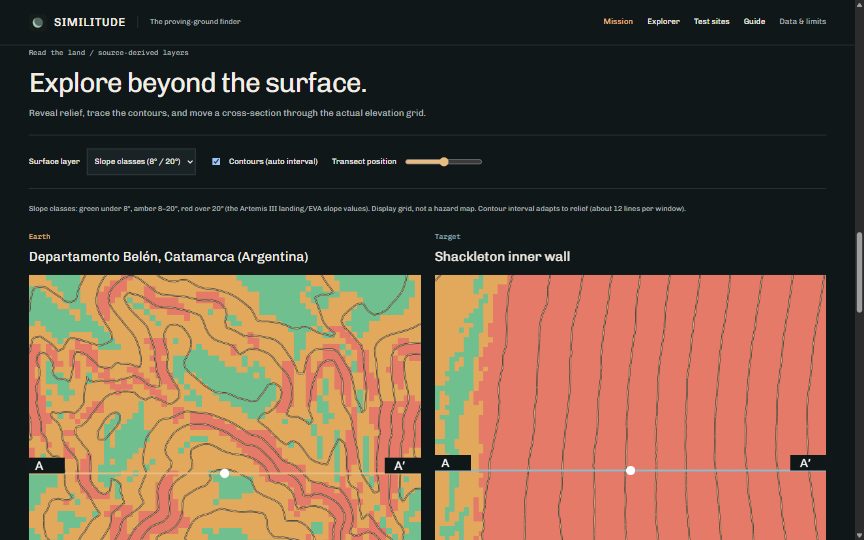 SIMILITUDE
The proving-ground finder
Mission Explorer Test sites Guide Data & limits
Read the land / source-derived layers
Explore beyond the surface.
Reveal relief, trace the contours, and move a cross-section through the actual elevation grid.
Surface layer Slope classes (8° / 20°) Contours (auto interval) Transect position
Slope classes: green under 8°, amber 8–20°, red over 20° (the Artemis III landing/EVA slope values). Display grid, not a hazard map. Contour interval adapts to relief (about 12 lines per window).
Earth
Departamento Belén, Catamarca (Argentina)
Target
Shackleton inner wall
A A′
A A′